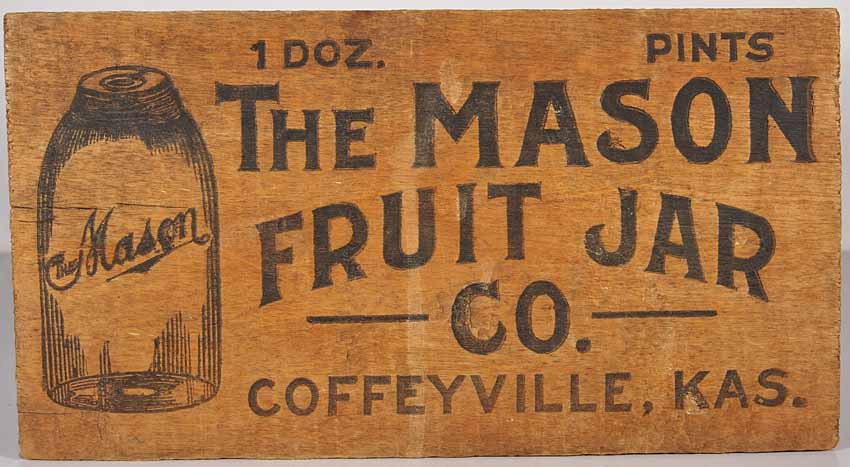 1 DOZ. PINTS
THE MASON
FRUIT JAR
CO.
COFFEYVILLE, KAS.
THE Mason